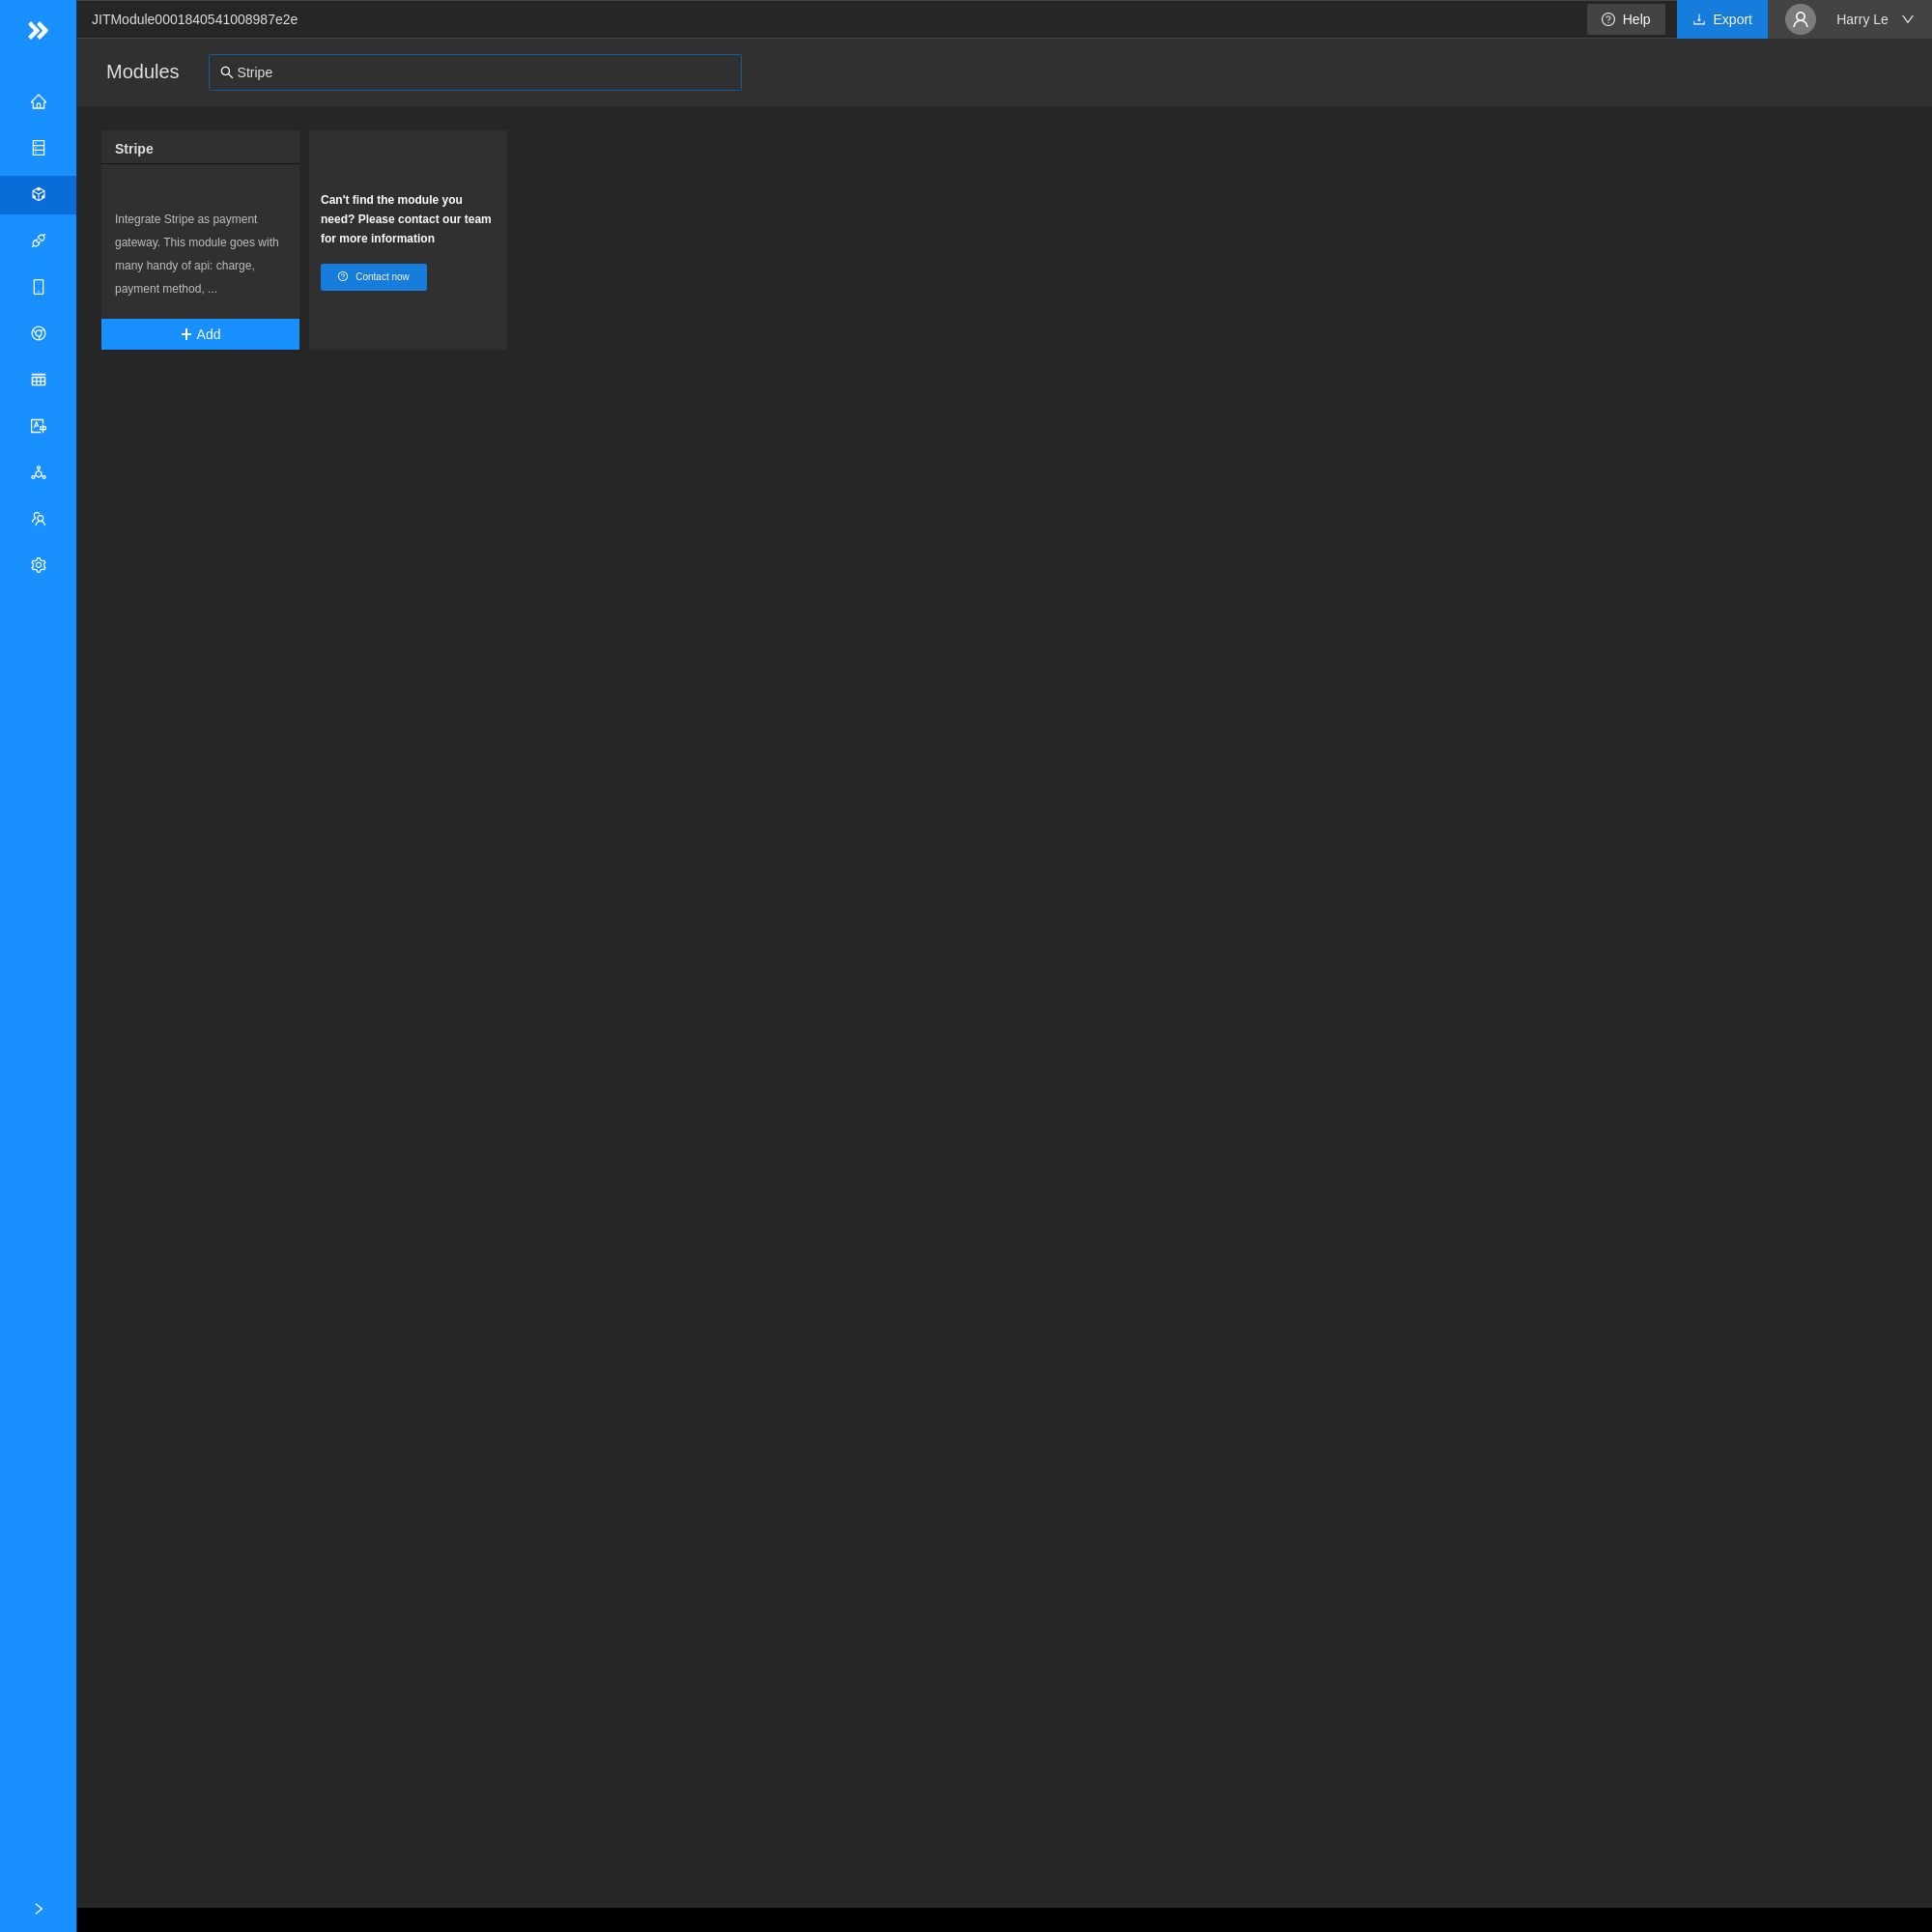 JITModule0001840541008987e2e
Help
Export
Harry Le
Modules
Stripe
Stripe
Integrate Stripe as payment
gateway. This module goes with
many handy of api: charge,
payment method, ...
Add
Can't find the module you
need? Please contact our team
for more information
Contact now